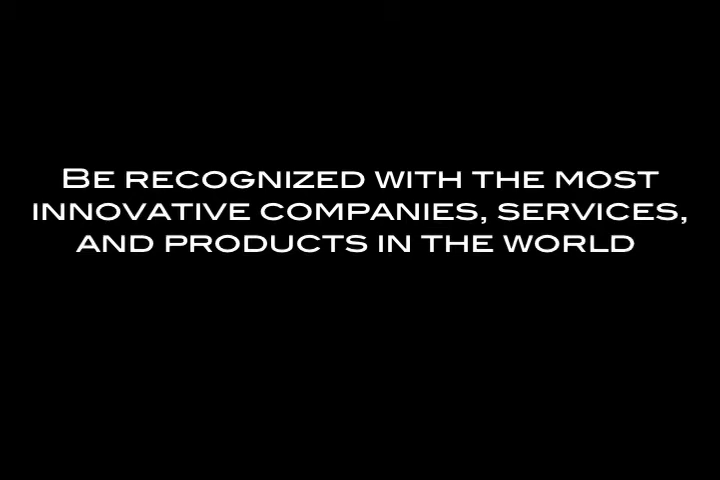 Be recognized with the most
innovative companies, services,
and products in the world